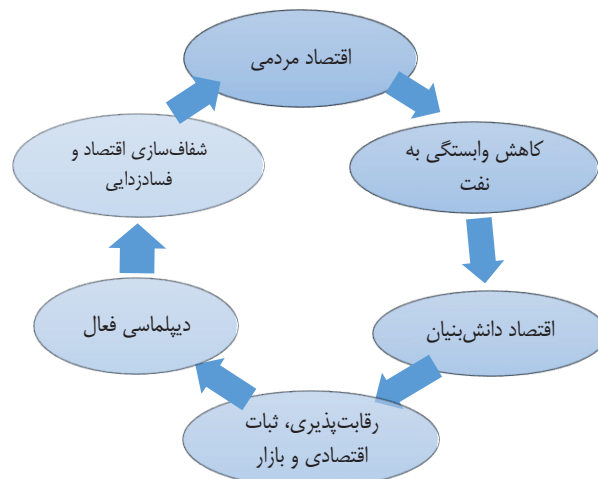 اقتصاد مردمی
کاهش وابستگی به
نفت
اقتصاد دانش‌بنیان
رقابت‌پذیری، ثبات
اقتصادی و بازار
دیپلماسی فعال
شفاف‌سازی اقتصاد و
فسادزدایی